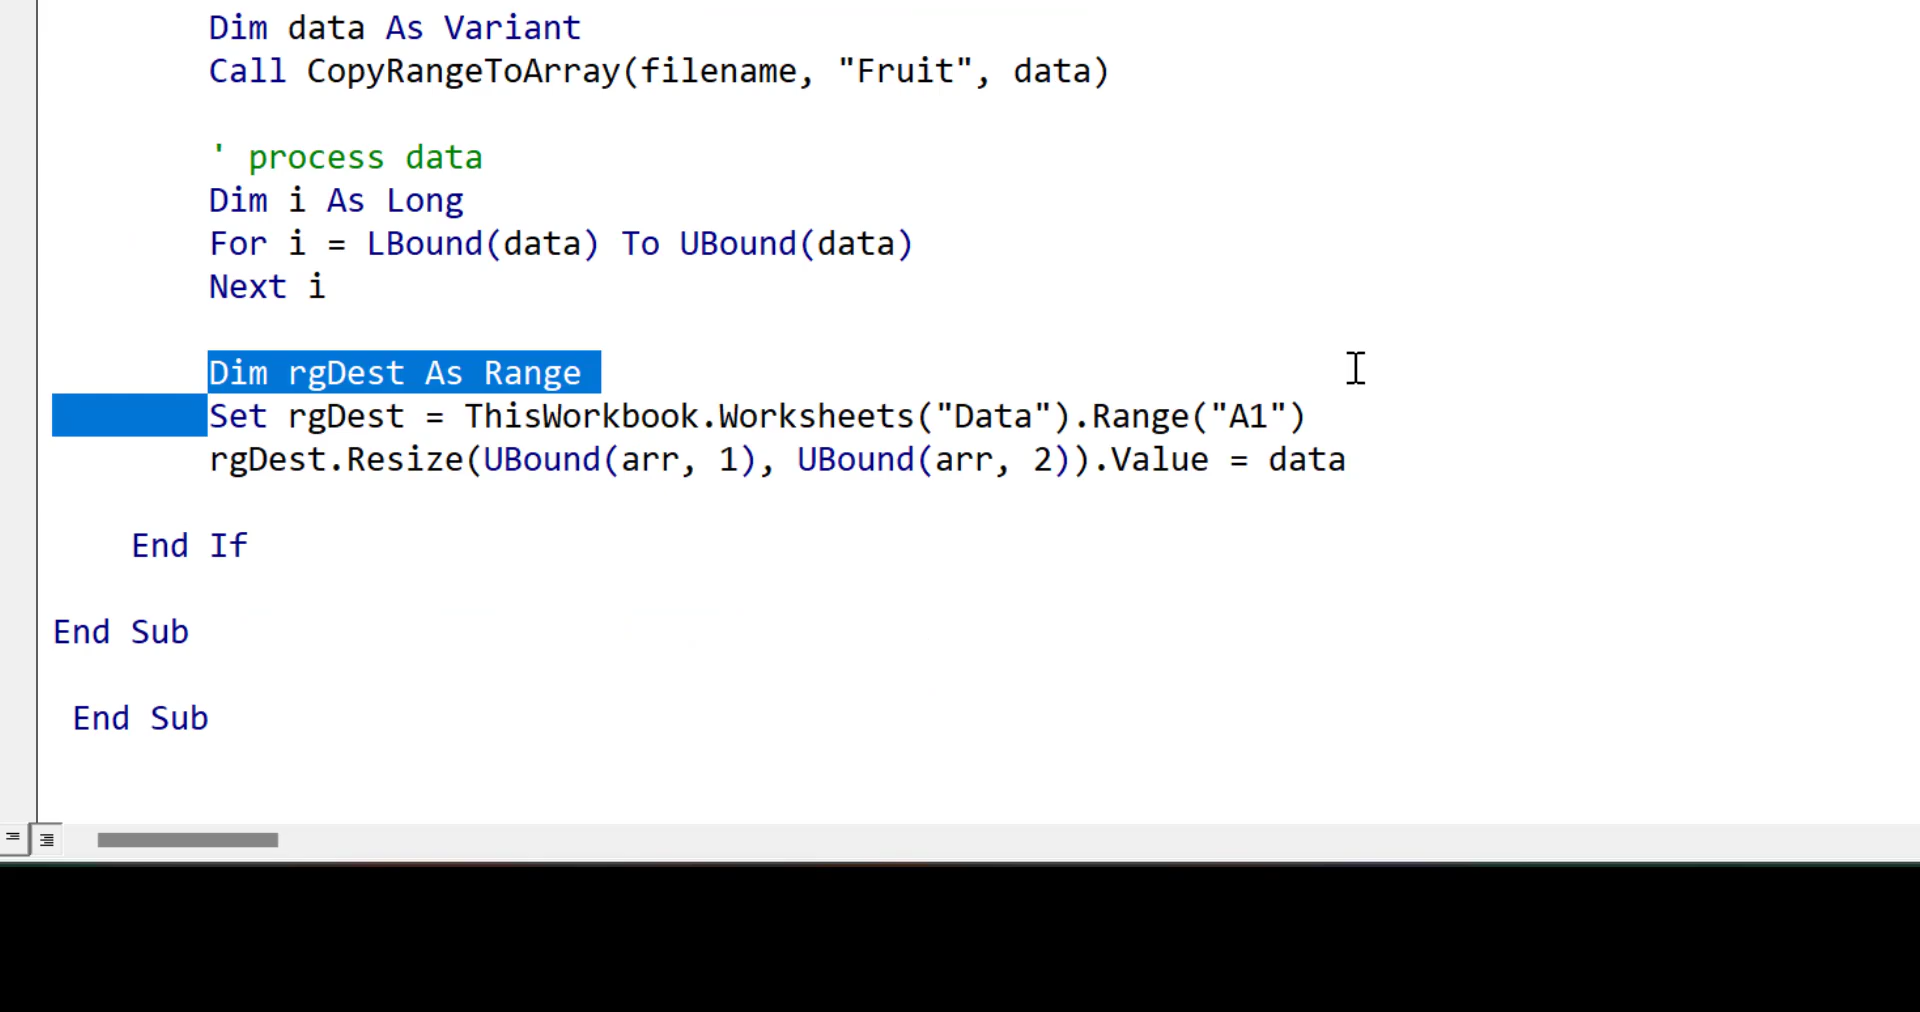 Dim data As Variant
Call CopyRangeToArray(filename, "Fruit", data)
' process data
Dim i As Long
For i = LBound(data) To UBound(data)
Next i
Dim rgDest As Range
Set rgDest = ThisWorkbook.Worksheets("Data").Range("A1")
rgDest.Resize(UBound(arr, 1), UBound(arr, 2)).Value = data
End If
End Sub
End Sub